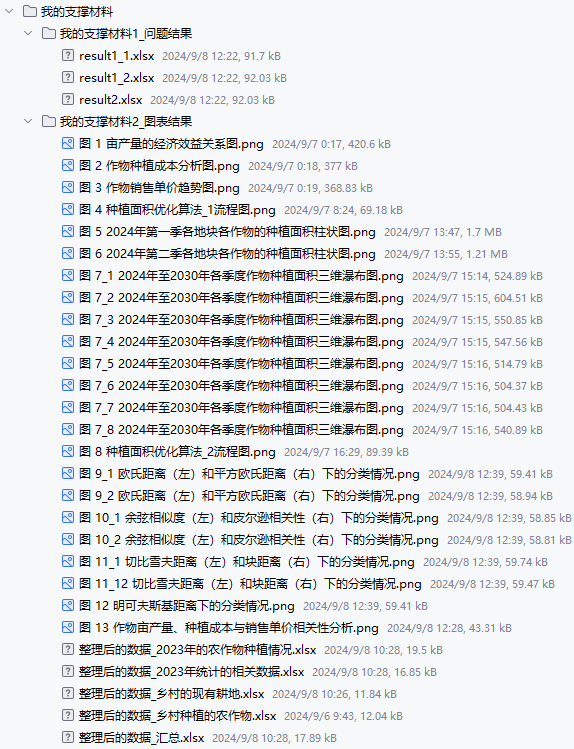 我的支撑材料
我的支撑材料1_问题结果
result1_1.xlsx 2024/9/8 12:22, 91.7 kB
result1_2.xlsx 2024/9/8 12:22, 92.03 kB
result2.xlsx 2024/9/8 12:22, 92.03 kB
我的支撑材料2_图表结果
图 1 亩产量的经济效益关系图.png 2024/9/7 0:17, 420.6 kB
图 2 作物种植成本分析图.png 2024/9/7 0:18, 377 kB
图 3 作物销售单价趋势图.png 2024/9/7 0:19, 368.83 kB
图 4 种植面积优化算法_1流程图.png 2024/9/7 8:24, 69.18 kB
图 5 2024年第一季各地块各作物的种植面积柱状图.png 2024/9/7 13:47, 1.7 MB
图 6 2024年第二季各地块各作物的种植面积柱状图.png 2024/9/7 13:55, 1.21 MB
图 7_1 2024年至2030年各季度作物种植面积三维瀑布图.png 2024/9/7 15:14, 524.89 kB
图 7_2 2024年至2030年各季度作物种植面积三维瀑布图.png 2024/9/7 15:15, 604.51 kB
图 7_3 2024年至2030年各季度作物种植面积三维瀑布图.png 2024/9/7 15:15, 550.85 kB
图 7_4 2024年至2030年各季度作物种植面积三维瀑布图.png 2024/9/7 15:15, 547.56 kB
图 7_5 2024年至2030年各季度作物种植面积三维瀑布图.png 2024/9/7 15:16, 514.79 kB
图 7_6 2024年至2030年各季度作物种植面积三维瀑布图.png 2024/9/7 15:16, 504.37 kB
图 7_7 2024年至2030年各季度作物种植面积三维瀑布图.png 2024/9/7 15:16, 504.43 kB
图 7_8 2024年至2030年各季度作物种植面积三维瀑布图.png 2024/9/7 15:16, 540.89 kB
图 8 种植面积优化算法_2流程图.png 2024/9/7 16:29, 89.39 kB
图 9_1 欧氏距离（左）和平方欧氏距离（右）下的分类情况.png 2024/9/8 12:39, 59.41 kB
图 9_2 欧氏距离（左）和平方欧氏距离（右）下的分类情况.png 2024/9/8 12:39, 58.94 kB
图 10_1 余弦相似度（左）和皮尔逊相关性（右）下的分类情况.png 2024/9/8 12:39, 58.85 kB
图 10_2 余弦相似度（左）和皮尔逊相关性（右）下的分类情况.png 2024/9/8 12:39, 58.81 kB
图 11_1 切比雪夫距离（左）和块距离（右）下的分类情况.png 2024/9/8 12:39, 59.74 kB
图 11_12 切比雪夫距离（左）和块距离（右）下的分类情况.png 2024/9/8 12:39, 59.47 kB
图 12 明可夫斯基距离下的分类情况.png 2024/9/8 12:39, 59.41 kB
图 13 作物亩产量、种植成本与销售单价相关性分析.png 2024/9/8 12:28, 43.31 kB
整理后的数据_2023年的农作物种植情况.xlsx 2024/9/8 10:28, 19.5 kB
整理后的数据_2023年统计的相关数据.xlsx 2024/9/8 10:28, 16.85 kB
整理后的数据_乡村的现有耕地.xlsx 2024/9/8 10:26, 11.84 kB
整理后的数据_乡村种植的农作物.xlsx 2024/9/6 9:43, 12.04 kB
整理后的数据_汇总.xlsx 2024/9/8 10:28, 17.89 kB